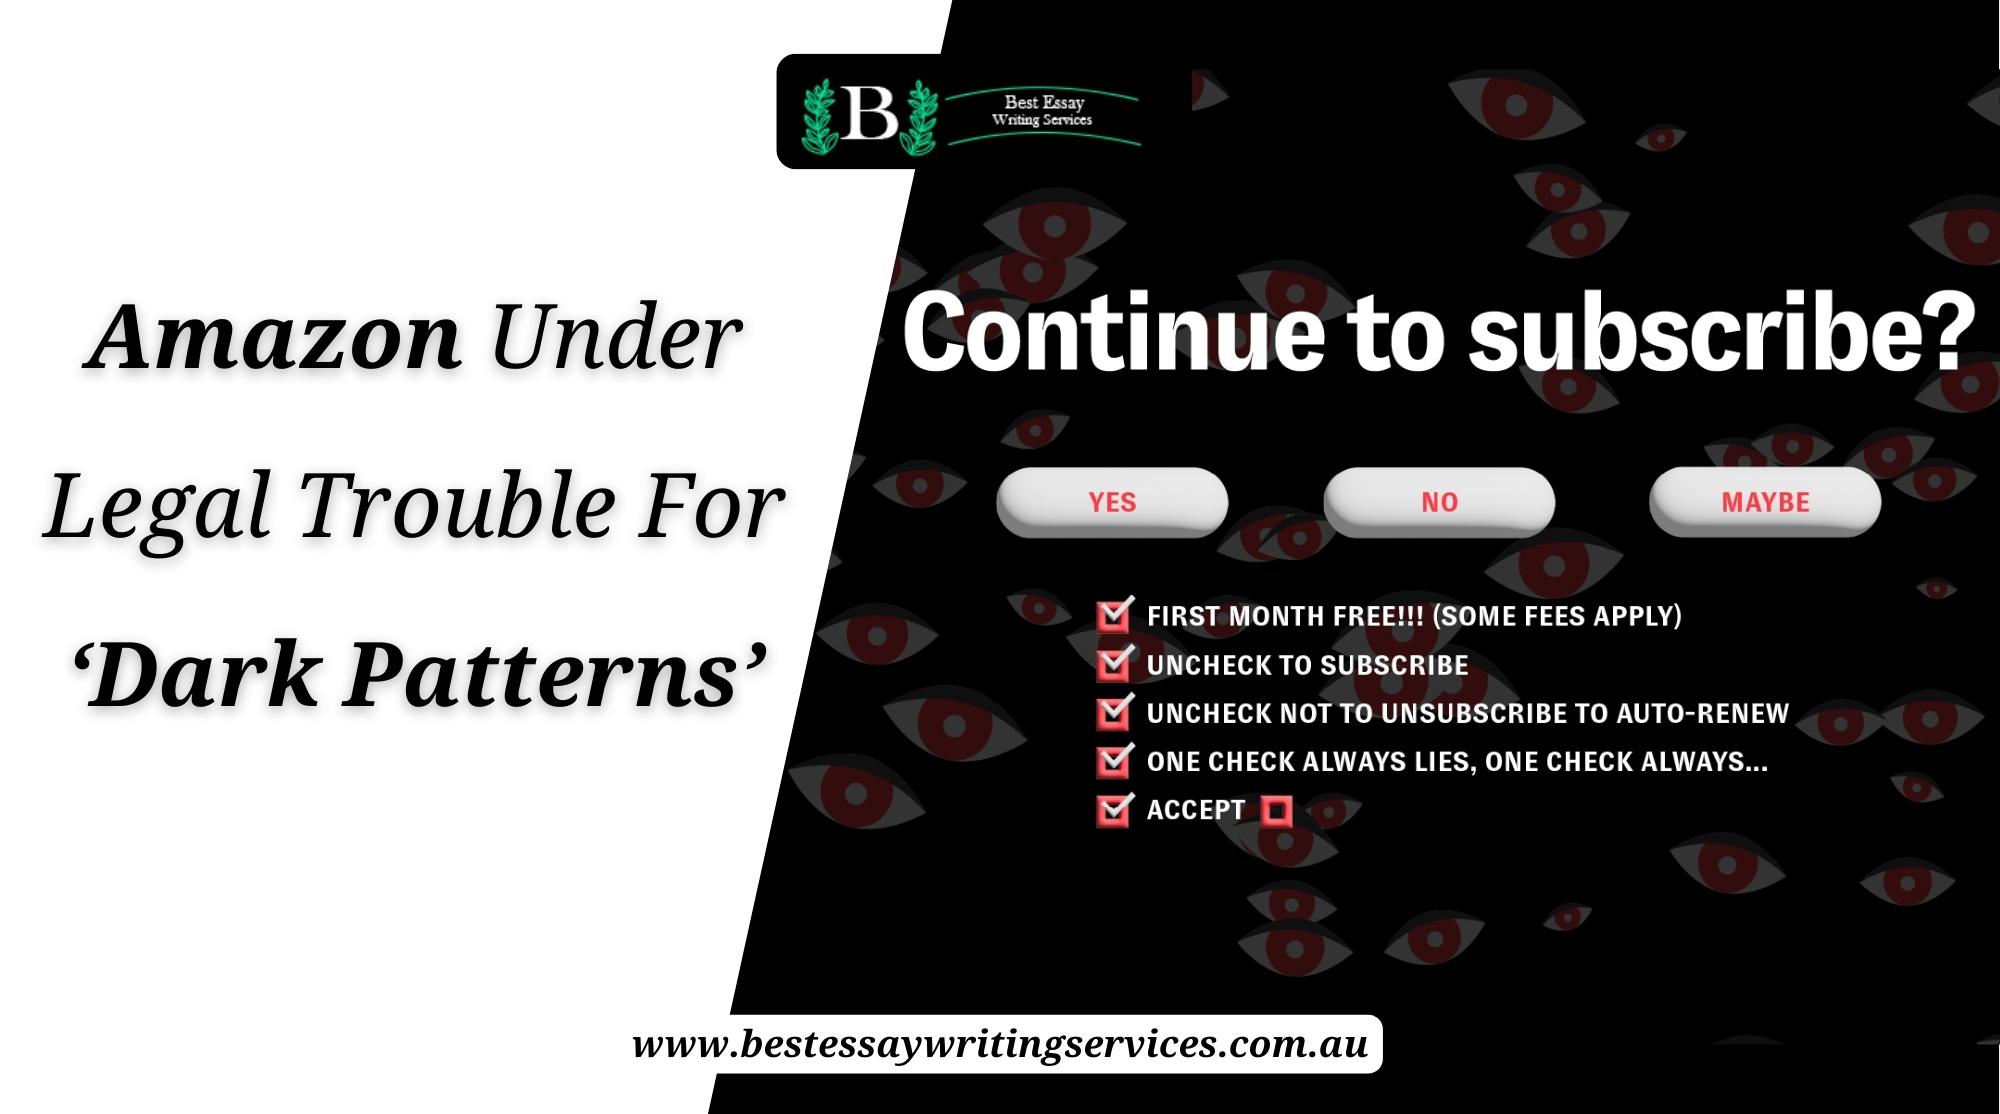 B
Best Essay
Writing Services
Amazon Under
Legal Trouble For
‘Dark Patterns’
Continue to subscribe?
YES
NO
MAYBE
FIRST MONTH FREE!!! (SOME FEES APPLY)
UNCHECK TO SUBSCRIBE
UNCHECK NOT TO UNSUBSCRIBE TO AUTO-RENEW
ONE CHECK ALWAYS LIES, ONE CHECK ALWAYS...
ACCEPT
www.bestessaywritingservices.com.au